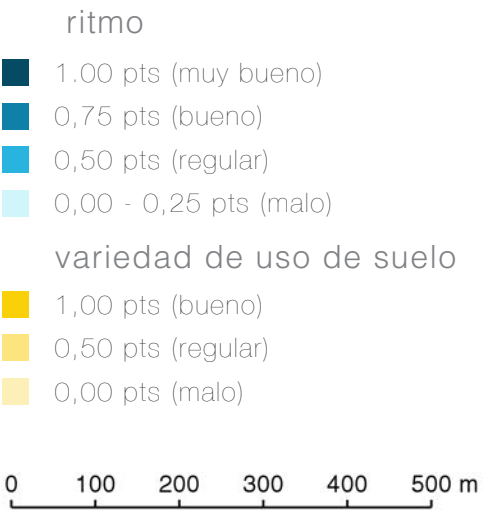 ritmo
1.00 pts (muy bueno)
0,75 pts (bueno)
0,50 pts (regular)
0,00 - 0,25 pts (malo)
variedad de uso de suelo
1,00 pts (bueno)
0,50 pts (regular)
0,00 pts (malo)
0 100 200 300 400 500 m